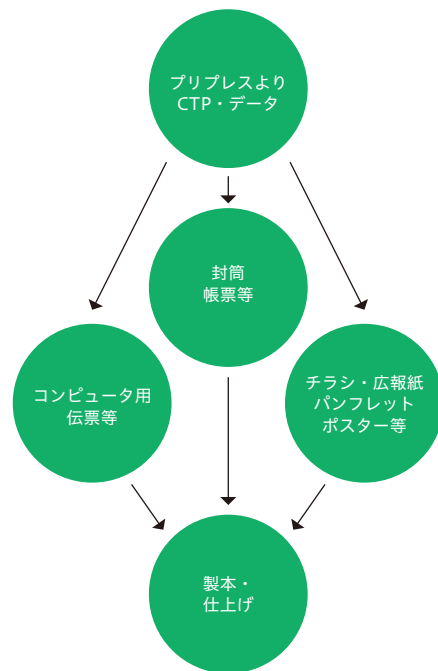 プリプレスより
CTP・データ
封筒
帳票等
コンピュータ用
伝票等
チラシ・広報紙
パンフレット
ポスター等
製本・
仕上げ